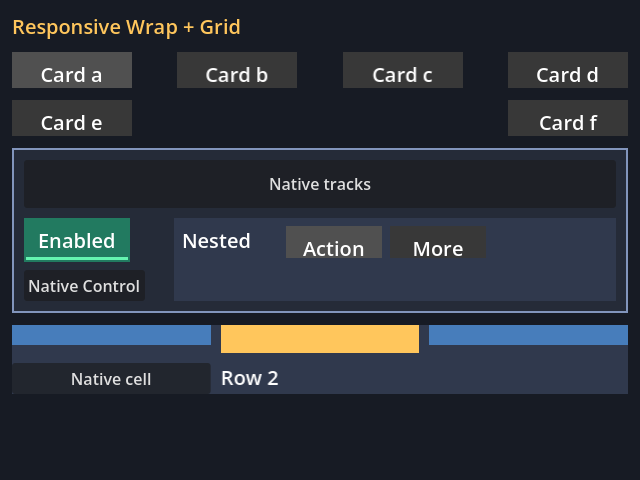 Responsive Wrap + Grid
Card a Card b Card c Card d
Card e Card f
Native tracks
Enabled Nested Action More
Native Control
Native cell Row 2